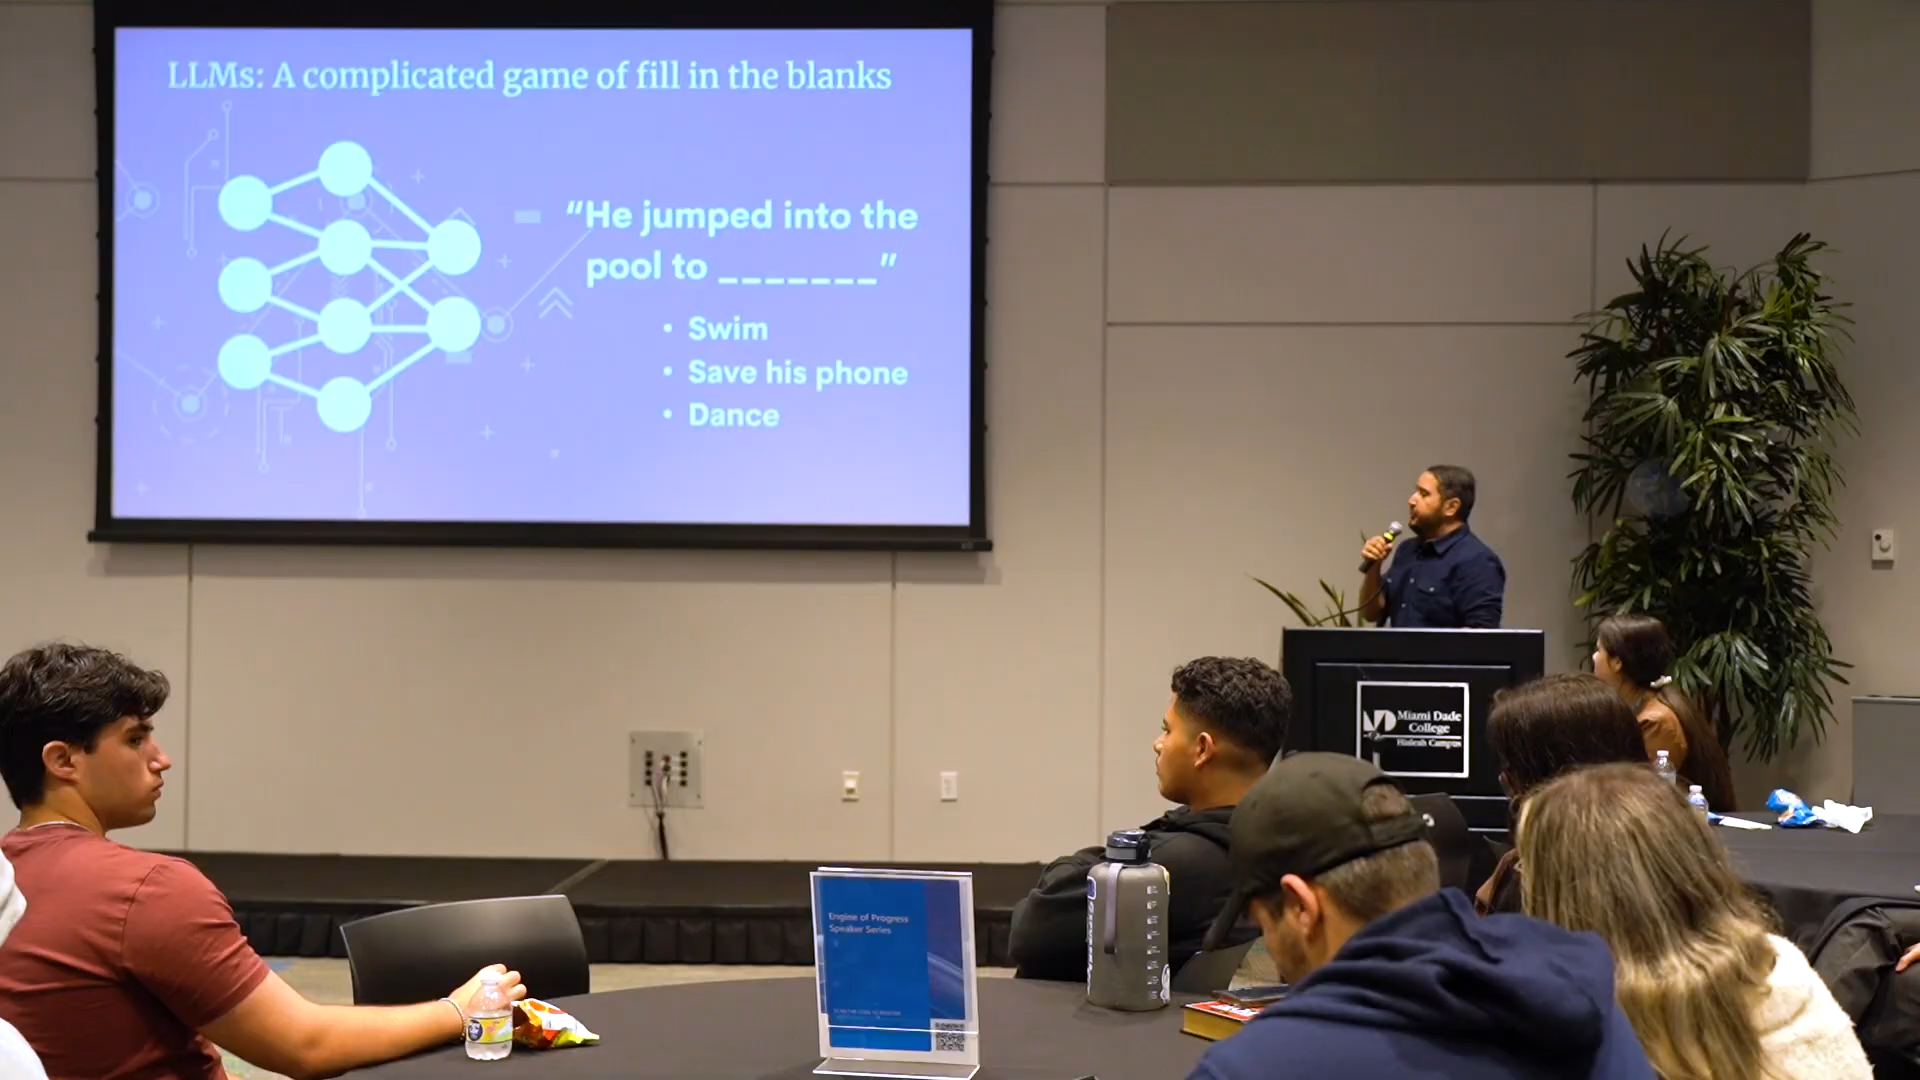 LLMs: A complicated game of fill in the blanks
“He jumped into the
pool to _______”
• Swim
• Save his phone
• Dance
Miami Dade
College
Hialeah Campus
Engine of Progress
Speaker Series